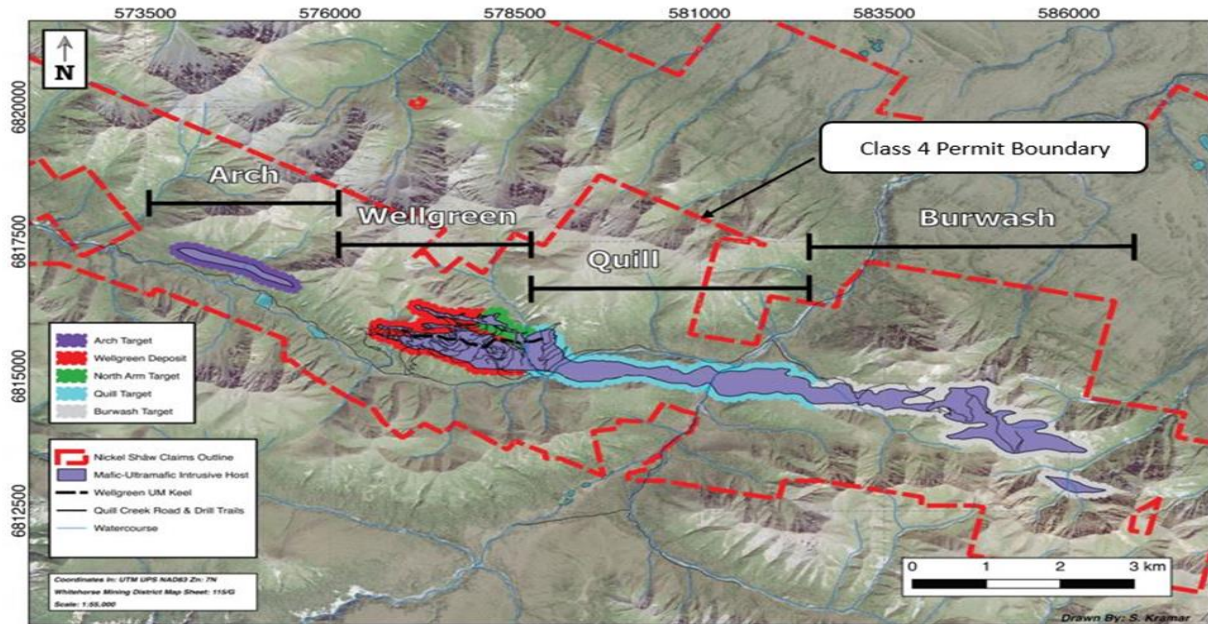 573500 576000 578500 581000 583500 586000
N
6820000
6817500
6815000
6812500
Class 4 Permit Boundary
Arch
Wellgreen
Burwash
Quill
Arch Target
Wellgreen Deposit
North Arm Target
Quill Target
Burwash Target
Nickel Shäw Claims Outline
Mafic-Ultramafic Intrusive Host
Wellgreen UM Keel
Quill Creek Road & Drill Trails
Watercourse
Coordinates in: UTM UPS NAD83 Zn: 7N
Whitehorse Mining District Map Sheet: 115/G
Scale: 1:55,000
0 1 2 3 km
Drawn By: S. Kramar